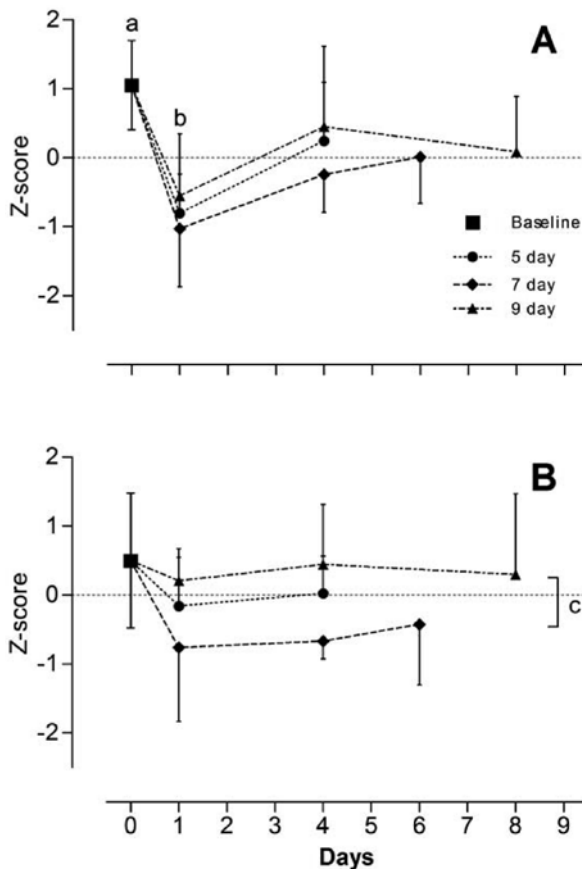 A
2
a
1
b
0
-1
-2
Z-score
Baseline
5 day
7 day
9 day
B
2
1
0
-1
-2
Z-score
c
0 1 2 3 4 5 6 7 8 9
Days